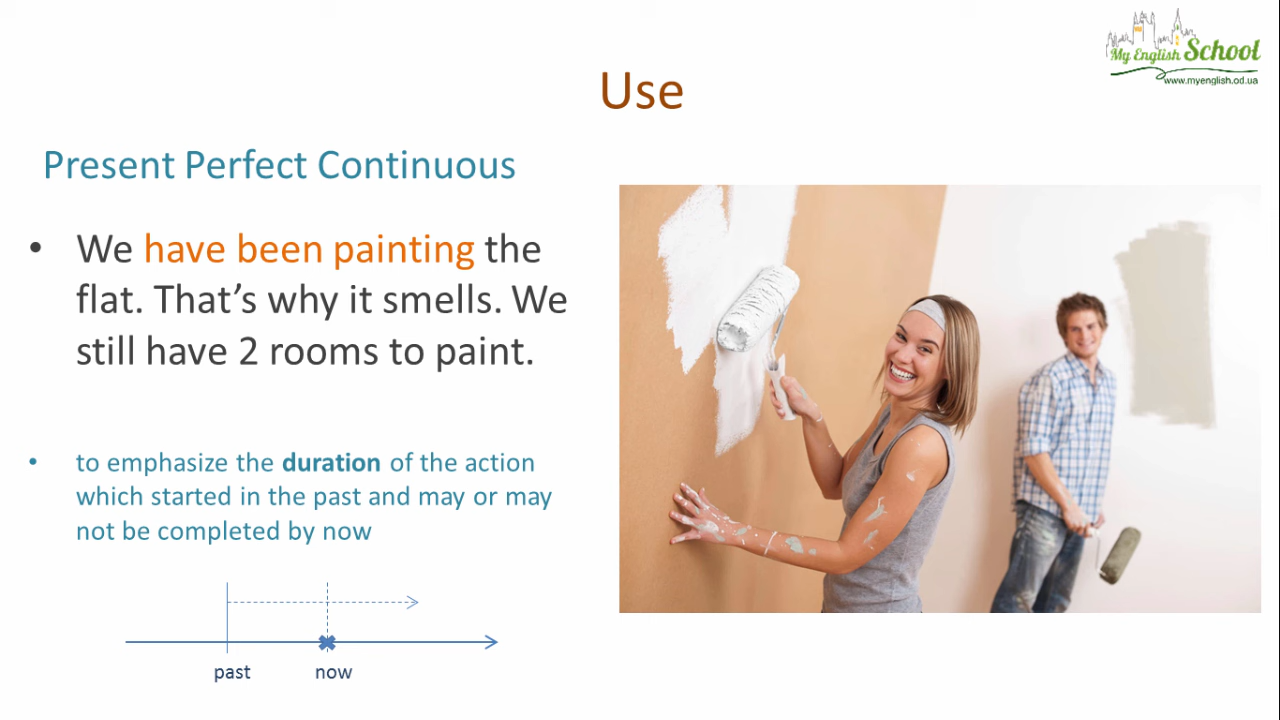 My English School
www.myenglish.od.ua
Use
Present Perfect Continuous
• We have been painting the
flat. That’s why it smells. We
still have 2 rooms to paint.
• to emphasize the duration of the action
which started in the past and may or may
not be completed by now
past now